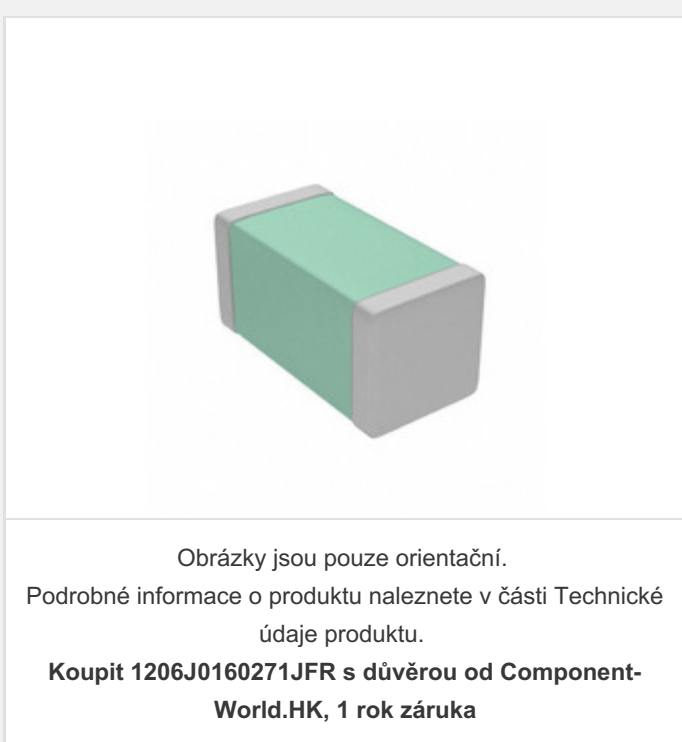 Obrázky jsou pouze orientační.
Podrobné informace o produktu naleznete v části Technické
údaje produktu.
Koupit 1206J0160271JFR s důvěrou od Component-
World.HK, 1 rok záruka